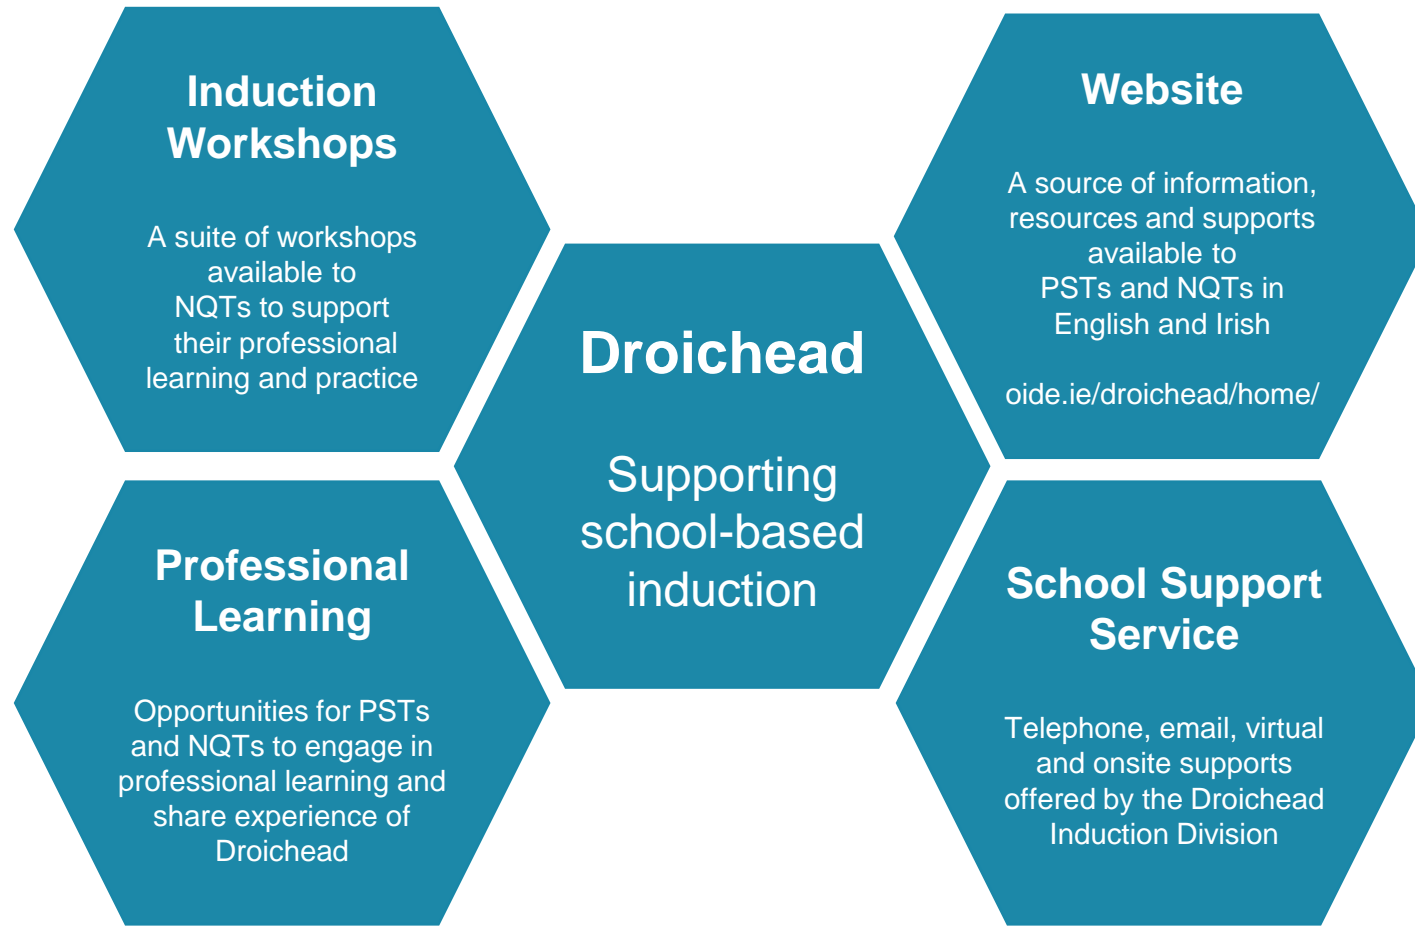 Induction
Workshops
A suite of workshops
available to
NQTs to support
their professional
learning and practice
Website
A source of information,
resources and supports
available to
PSTs and NQTs in
English and Irish
oide.ie/droichead/home/
Droichead
Supporting
school-based
induction
Professional
Learning
Opportunities for PSTs
and NQTs to engage in
professional learning and
share experience of
Droichead
School Support
Service
Telephone, email, virtual
and onsite supports
offered by the Droichead
Induction Division